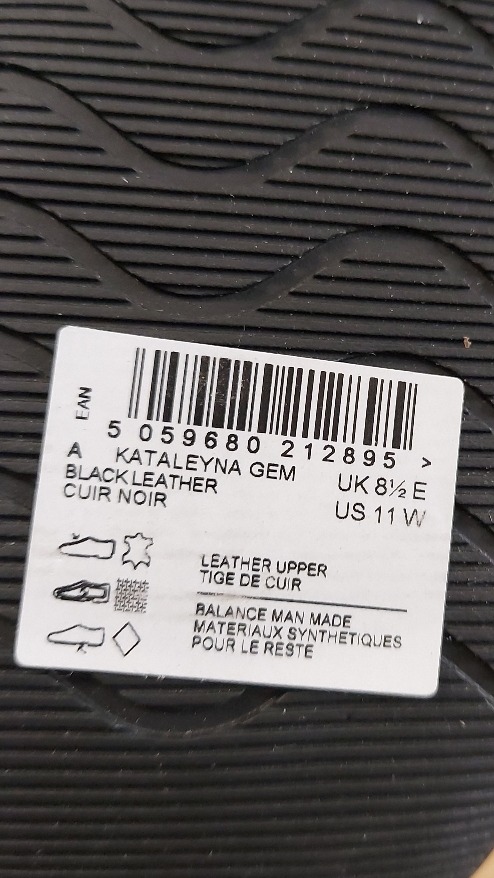 EAN
5 059680 212895 >
A KATALEYNA GEM UK 8½ E
BLACK LEATHER US 11 W
CUIR NOIR
LEATHER UPPER
TIGE DE CUIR
BALANCE MAN MADE
MATERIAUX SYNTHETIQUES
POUR LE RESTE